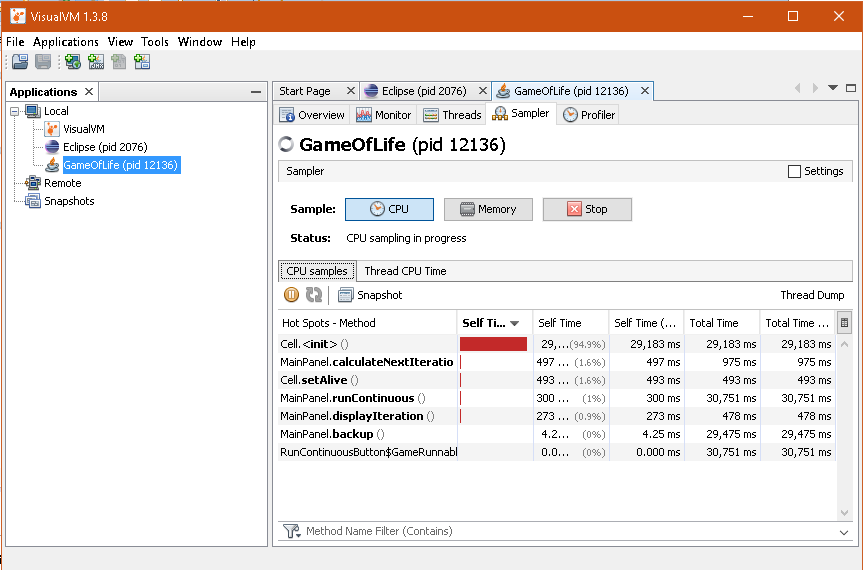 VisualVM 1.3.8
File Applications View Tools Window Help
Applications
Local
VisualVM
Eclipse (pid 2076)
GameOfLife (pid 12136)
Remote
Snapshots
Start Page Eclipse (pid 2076) GameOfLife (pid 12136)
Overview Monitor Threads Sampler Profiler
GameOfLife (pid 12136)
Sampler Settings
Sample: CPU Memory Stop
Status: CPU sampling in progress
CPU samples Thread CPU Time
Snapshot Thread Dump
Hot Spots - Method Self Ti... Self Time Self Time (... Total Time Total Time ...
Cell.<init> () 29,...(94.9%) 29,183 ms 29,183 ms 29,183 ms
MainPanel.calculateNextIteratio 497 ... (1.6%) 497 ms 975 ms 975 ms
Cell.setAlive () 493 ... (1.6%) 493 ms 493 ms 493 ms
MainPanel.runContinuous () 300 ... (1%) 300 ms 30,751 ms 30,751 ms
MainPanel.displayIteration () 273 ... (0.9%) 273 ms 478 ms 478 ms
MainPanel.backup () 4.2... (0%) 4.25 ms 29,475 ms 29,475 ms
RunContinuousButton$GameRunnabl 0.0... (0%) 0.000 ms 30,751 ms 30,751 ms
Method Name Filter (Contains)